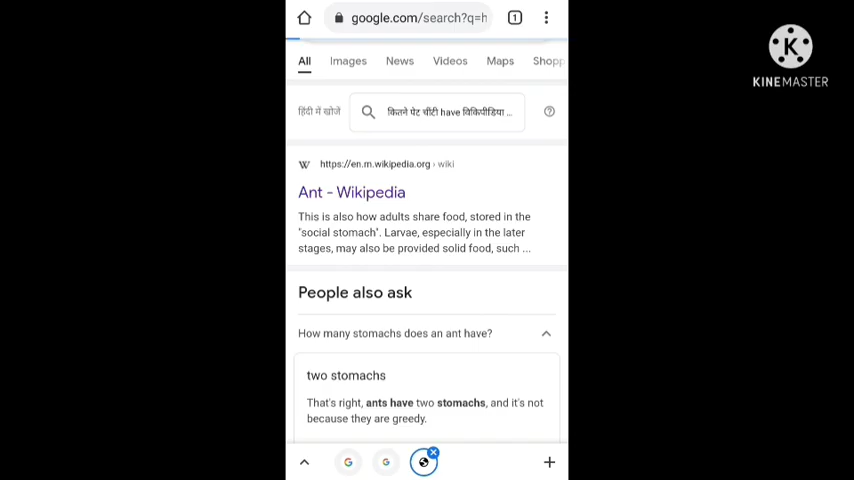 google.com/search?q=h
1
K
KINEMASTER
All Images News Videos Maps Shopp
हिंदी में खोजें
कितने पेट चींटी have विकिपीडिया ...
W https://en.m.wikipedia.org › wiki
Ant - Wikipedia
This is also how adults share food, stored in the
"social stomach". Larvae, especially in the later
stages, may also be provided solid food, such ...
People also ask
How many stomachs does an ant have?
two stomachs
That's right, ants have two stomachs, and it's not
because they are greedy.
G G